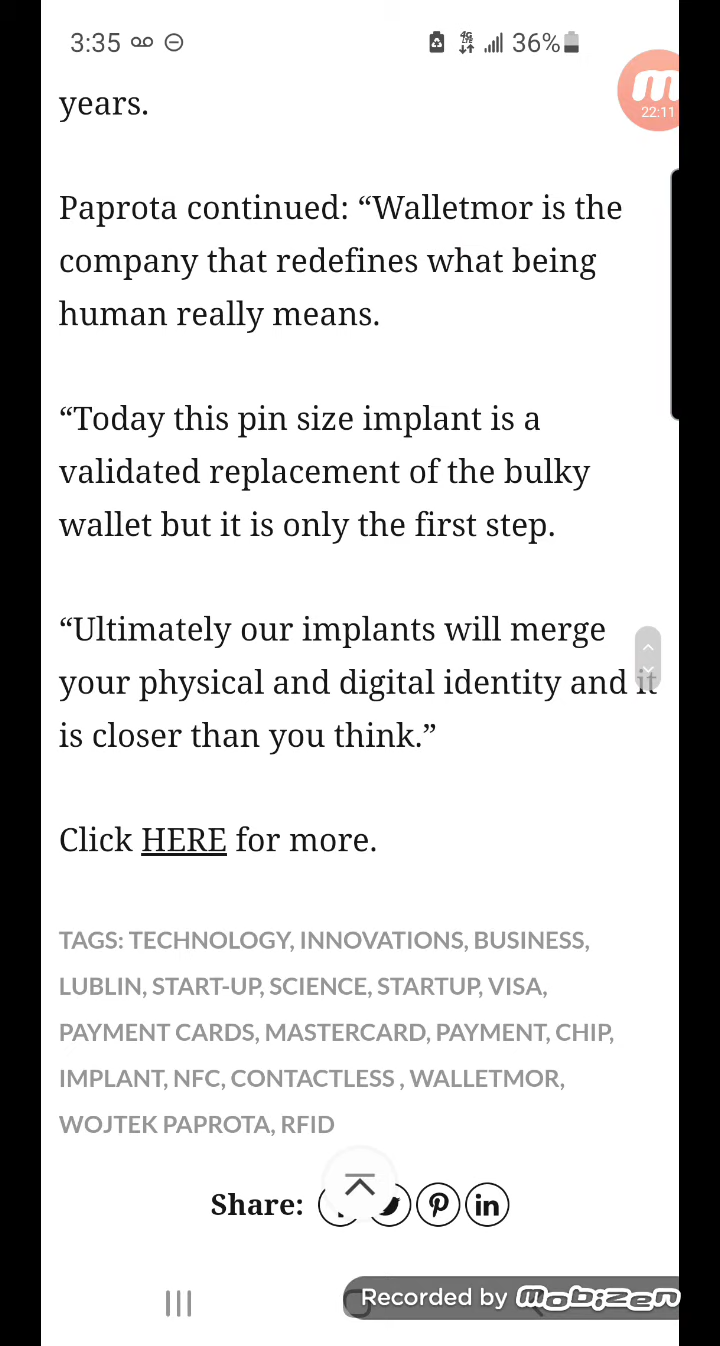 3:35 36%
22:11
years.
Paprota continued: “Walletmor is the
company that redefines what being
human really means.
“Today this pin size implant is a
validated replacement of the bulky
wallet but it is only the first step.
“Ultimately our implants will merge
your physical and digital identity and it
is closer than you think.”
Click HERE for more.
TAGS: TECHNOLOGY, INNOVATIONS, BUSINESS,
LUBLIN, START-UP, SCIENCE, STARTUP, VISA,
PAYMENT CARDS, MASTERCARD, PAYMENT, CHIP,
IMPLANT, NFC, CONTACTLESS , WALLETMOR,
WOJTEK PAPROTA, RFID
Share: in
Recorded by mobizen